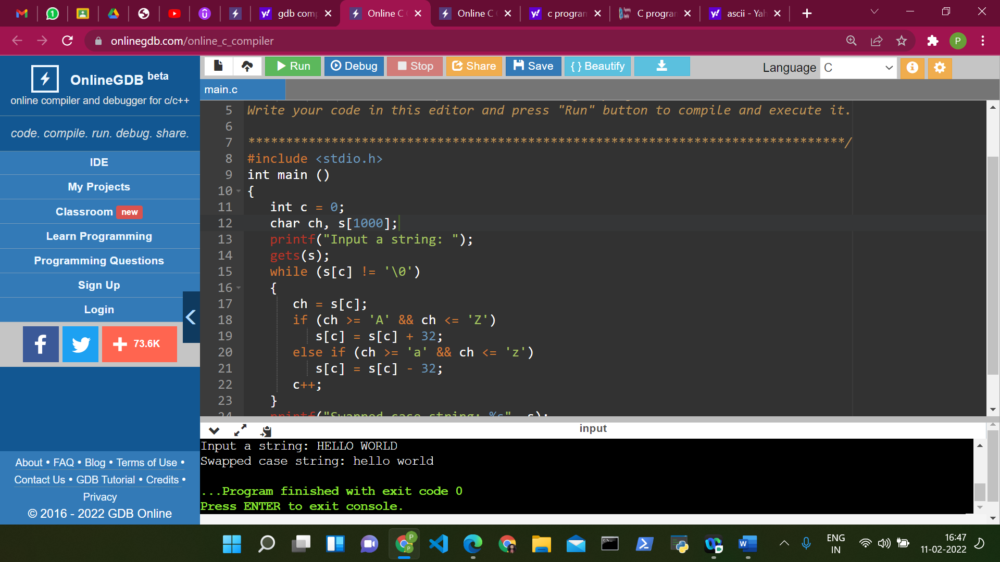 gdb com
Online C
Online C
c program
C program
ascii - Yah
onlinegdb.com/online_c_compiler
P
OnlineGDB beta
online compiler and debugger for c/c++
code. compile. run. debug. share.
IDE
My Projects
Classroom new
Learn Programming
Programming Questions
Sign Up
Login
73.6K
About • FAQ • Blog • Terms of Use •
Contact Us • GDB Tutorial • Credits •
Privacy
© 2016 - 2022 GDB Online
Run Debug Stop Share Save { } Beautify Language C
main.c
5 Write your code in this editor and press "Run" button to compile and execute it.
6
7 *******************************************************************************/
8 #include <stdio.h>
9 int main ()
10 {
11 int c = 0;
12 char ch, s[1000];
13 printf("Input a string: ");
14 gets(s);
15 while (s[c] != '\0')
16 {
17 ch = s[c];
18 if (ch >= 'A' && ch <= 'Z')
19 s[c] = s[c] + 32;
20 else if (ch >= 'a' && ch <= 'z')
21 s[c] = s[c] - 32;
22 c++;
23 }
24 printf("Swapped case string: %s", s);
input
Input a string: HELLO WORLD
Swapped case string: hello world
...Program finished with exit code 0
Press ENTER to exit console.
ENG
IN
16:47
11-02-2022